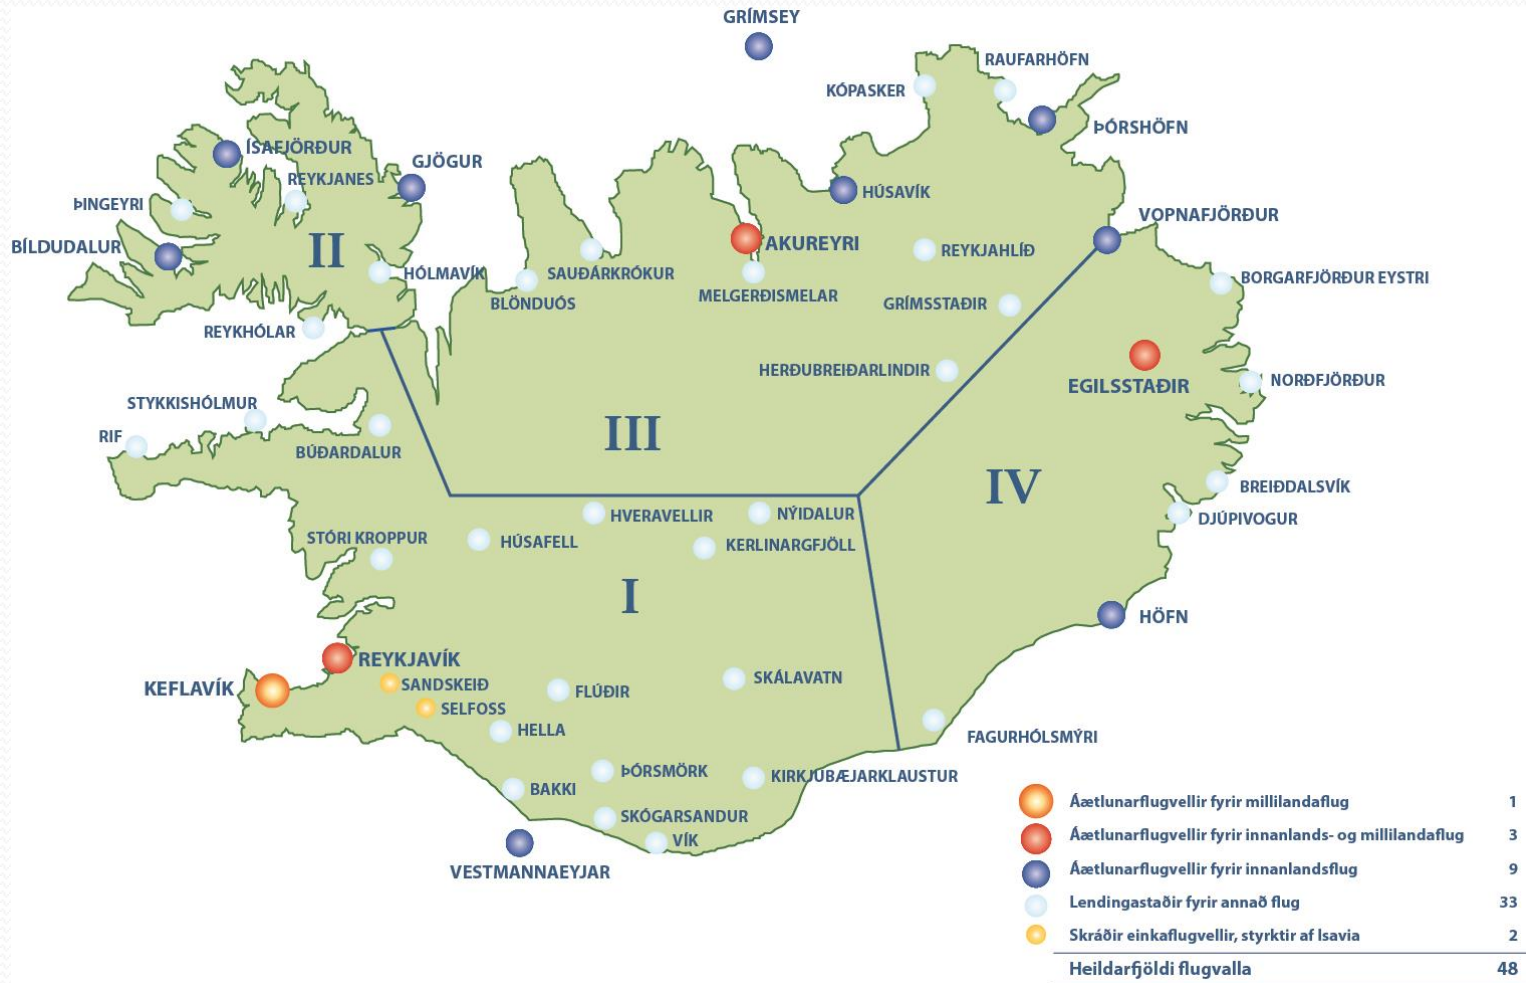 GRÍMSEY
RAUFARHÖFN
KÓPASKER
ÞÓRSHÖFN
ÍSAFJÖRÐUR
GJÖGUR
REYKJANES
HÚSAVÍK
ÞINGEYRI
VOPNAFJÖRÐUR
BÍLDUDALUR
II
AKUREYRI
REYKJAHLÍÐ
HÓLMAVÍK
SAUÐÁRKRÓKUR
BORGARFJÖRÐUR EYSTRI
BLÖNDUÓS
MELGERÐISMELAR
GRÍMSSTAÐIR
REYKHÓLAR
HERÐUBREIÐARLINDIR
EGILSSTAÐIR
NORÐFJÖRÐUR
STYKKISHÓLMUR
RIF
III
BÚÐARDALUR
IV
BREIÐDALSVÍK
HVERAVELLIR
NÝIDALUR
DJÚPIVOGUR
STÓRI KROPPUR
HÚSAFELL
KERLINARGFJÖLL
I
HÖFN
REYKJAVÍK
SKÁLAVATN
KEFLAVÍK
SANDSKEIÐ
FLÚÐIR
SELFOSS
HELLA
FAGURHÓLSMÝRI
ÞÓRSMÖRK
KIRKJUBÆJARKLAUSTUR
BAKKI
SKÓGARSANDUR
VÍK
VESTMANNAEYJAR
Áætlunarflugvellir fyrir millilandaflug 1
Áætlunarflugvellir fyrir innanlands- og millilandaflug 3
Áætlunarflugvellir fyrir innanlandsflug 9
Lendingastaðir fyrir annað flug 33
Skráðir einkaflugvellir, styrktir af Isavia 2
Heildarfjöldi flugvalla 48